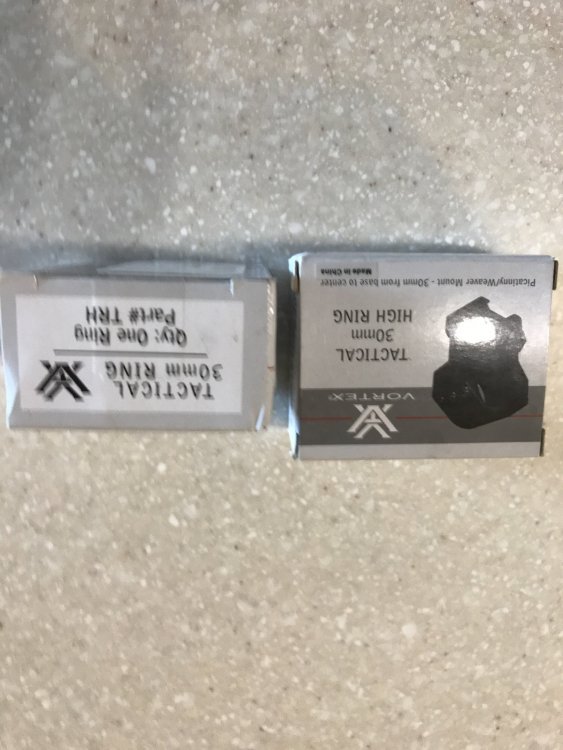 TACTICAL
30mm RING
Qty: One Ring
Part# TRH
VORTEX
TACTICAL
30mm
HIGH RING
Picatinny/Weaver Mount - 30mm from base to center
Made in China